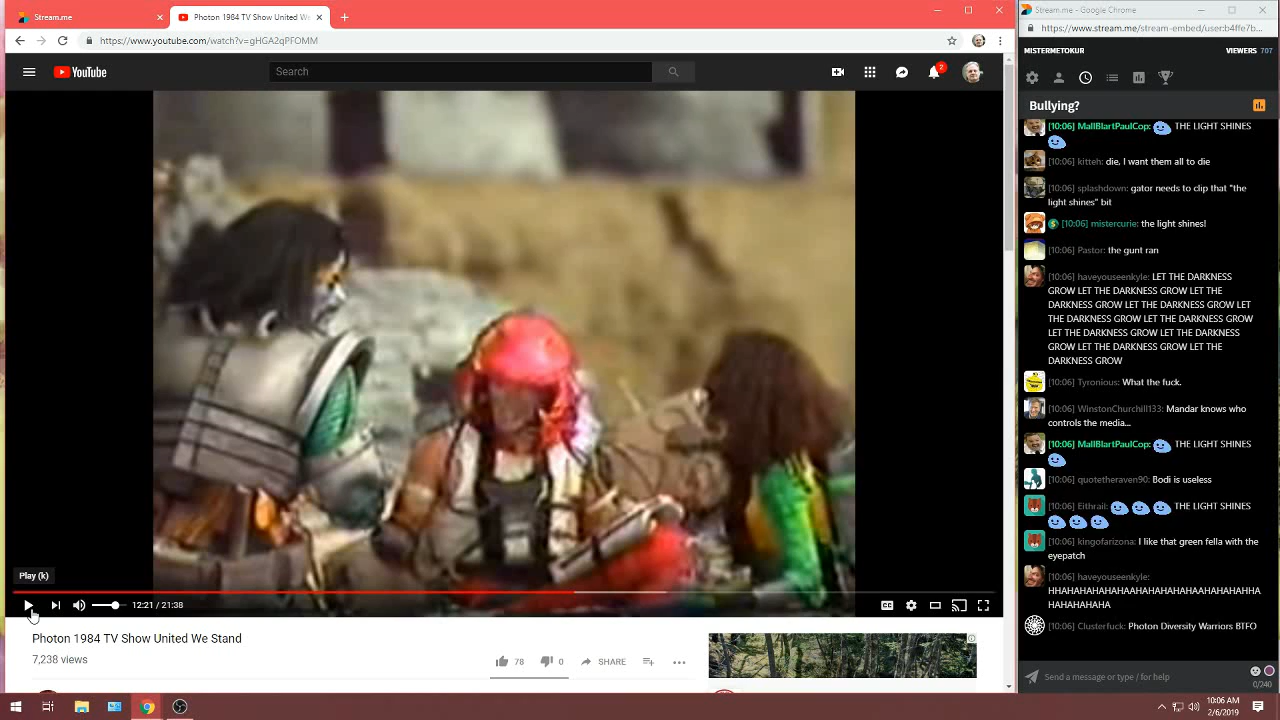 Stream.me
Photon 1984 TV Show United We
https://www.youtube.com/watch?v=gHGA2qPFOMM
YouTube
Search
2
Play (k)
12:21 / 21:38
CC
Photon 1984 TV Show United We Stand
7,238 views
78
0
SHARE
Stream.me - Google Chrome
https://www.stream.me/stream-embed/user:b4ffe7b...
MISTERMETOKUR
VIEWERS 707
Bullying?
[10:06] MallBlartPaulCop: THE LIGHT SHINES
[10:06] kitteh: die. I want them all to die
[10:06] splashdown: gator needs to clip that "the
light shines" bit
[10:06] mistercurie: the light shines!
[10:06] Pastor: the gunt ran
[10:06] haveyouseenkyle: LET THE DARKNESS
GROW LET THE DARKNESS GROW LET THE
DARKNESS GROW LET THE DARKNESS GROW LET
THE DARKNESS GROW LET THE DARKNESS GROW
LET THE DARKNESS GROW LET THE DARKNESS
GROW LET THE DARKNESS GROW LET THE
DARKNESS GROW
[10:06] Tyronious: What the fuck.
[10:06] WinstonChurchill133: Mandar knows who
controls the media...
[10:06] MallBlartPaulCop: THE LIGHT SHINES
[10:06] quotetheraven90: Bodi is useless
[10:06] Eithrail: THE LIGHT SHINES
[10:06] kingofarizona: I like that green fella with the
eyepatch
[10:06] haveyouseenkyle:
HHAHAHAHAHAAHAHAHAHAHAAHAHAHAHHA
HAHAHAHAHA
[10:06] Clusterfuck: Photon Diversity Warriors BTFO
Send a message or type / for help
0/240
10:06 AM
2/6/2019